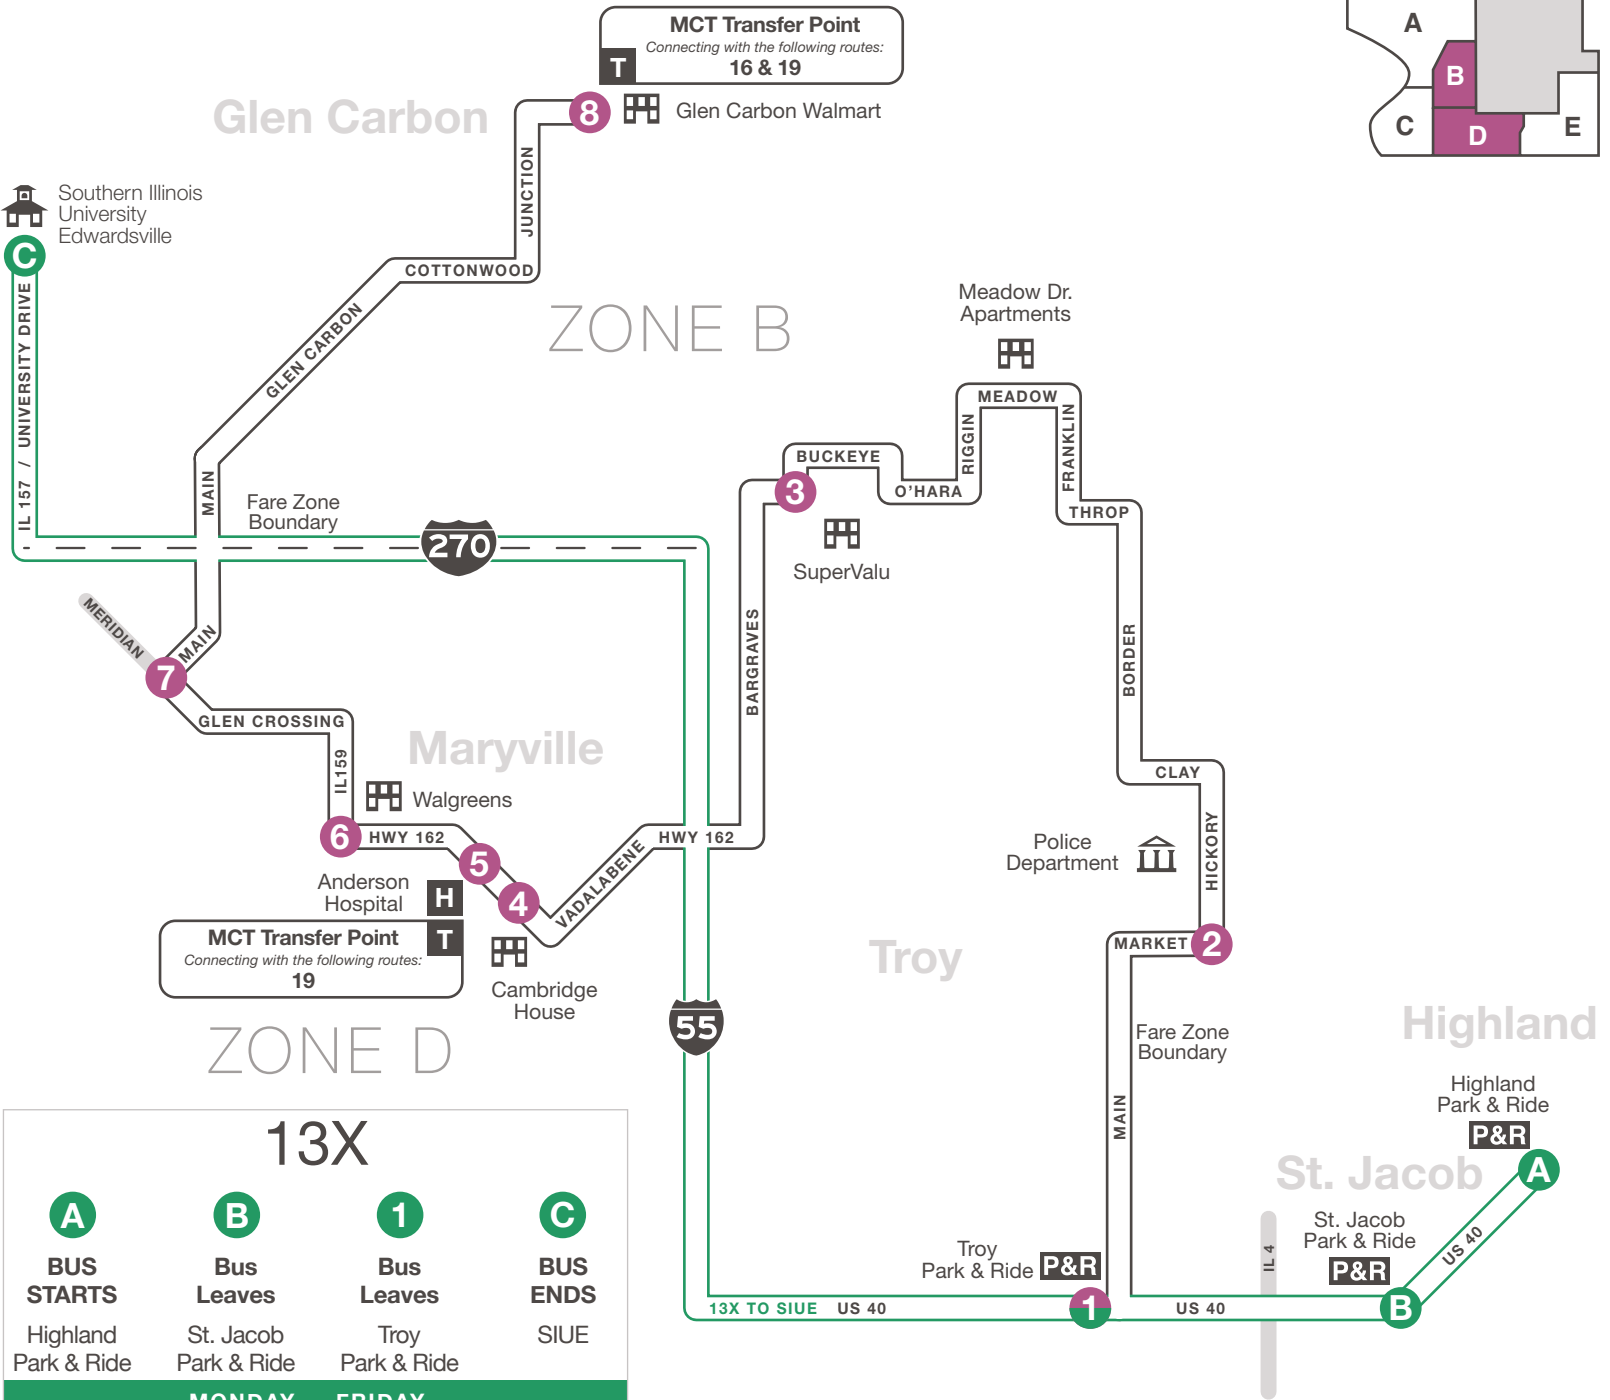 MCT Transfer Point
Connecting with the following routes:
T
16 & 19
A
B
C
D
E
Glen Carbon
8
Glen Carbon Walmart
JUNCTION
Southern Illinois
University
Edwardsville
C
COTTONWOOD
IL 157 / UNIVERSITY DRIVE
GLEN CARBON
ZONE B
Meadow Dr.
Apartments
MEADOW
RIGGIN
FRANKLIN
BUCKEYE
O'HARA
3
THROP
MAIN
Fare Zone
Boundary
270
SuperValu
MERIDIAN
MAIN
7
BARGRAVES
BORDER
GLEN CROSSING
Maryville
IL159
CLAY
Walgreens
6
HWY 162
HWY 162
5
VADALABENE
Police
Department
HICKORY
Anderson
Hospital
H
4
MCT Transfer Point
T
Connecting with the following routes:
19
MARKET
2
Troy
Cambridge
House
55
ZONE D
Fare Zone
Boundary
Highland
MAIN
Highland
Park & Ride
P&R
A
St. Jacob
St. Jacob
Park & Ride
P&R
US 40
IL 4
Troy
Park & Ride
P&R
13X TO SIUE
US 40
1
US 40
B
13X
A
B
1
C
BUS
STARTS
Bus
Leaves
Bus
Leaves
BUS
ENDS
Highland
Park & Ride
St. Jacob
Park & Ride
Troy
Park & Ride
SIUE
MONDAY FRIDAY